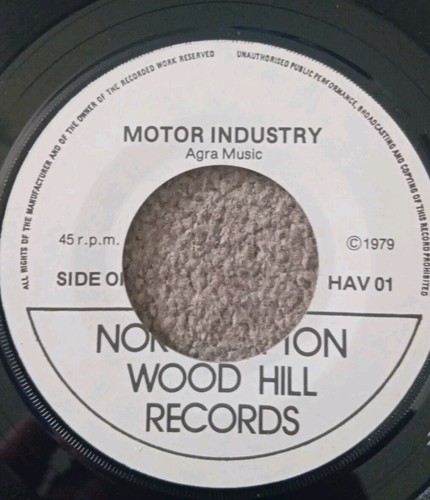 ALL RIGHTS OF THE MANUFACTURER AND OF THE OWNER OF THE RECORDED WORK RESERVED
UNAUTHORISED PUBLIC PERFORMANCE, BROADCASTING AND COPYING OF THIS RECORD PROHIBITED
MOTOR INDUSTRY
Agra Music
45 r.p.m. ©1979
SIDE HAV 01
WOOD HILL
RECORDS